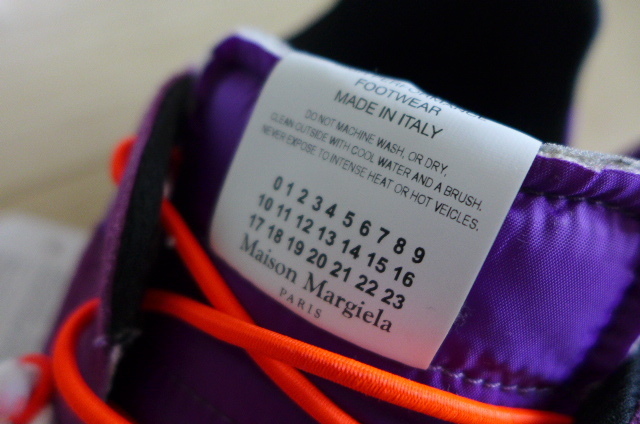 FOOTWEAR
MADE IN ITALY
DO NOT MACHINE WASH, OR DRY.
CLEAN OUTSIDE WITH COOL WATER AND A BRUSH.
NEVER EXPOSE TO INTENSE HEAT OR HOT VEICLES.
0 1 2 3 4 5 6 7 8 9
10 11 12 13 14 15 16
17 18 19 20 21 22 23
Maison Margiela
PARIS